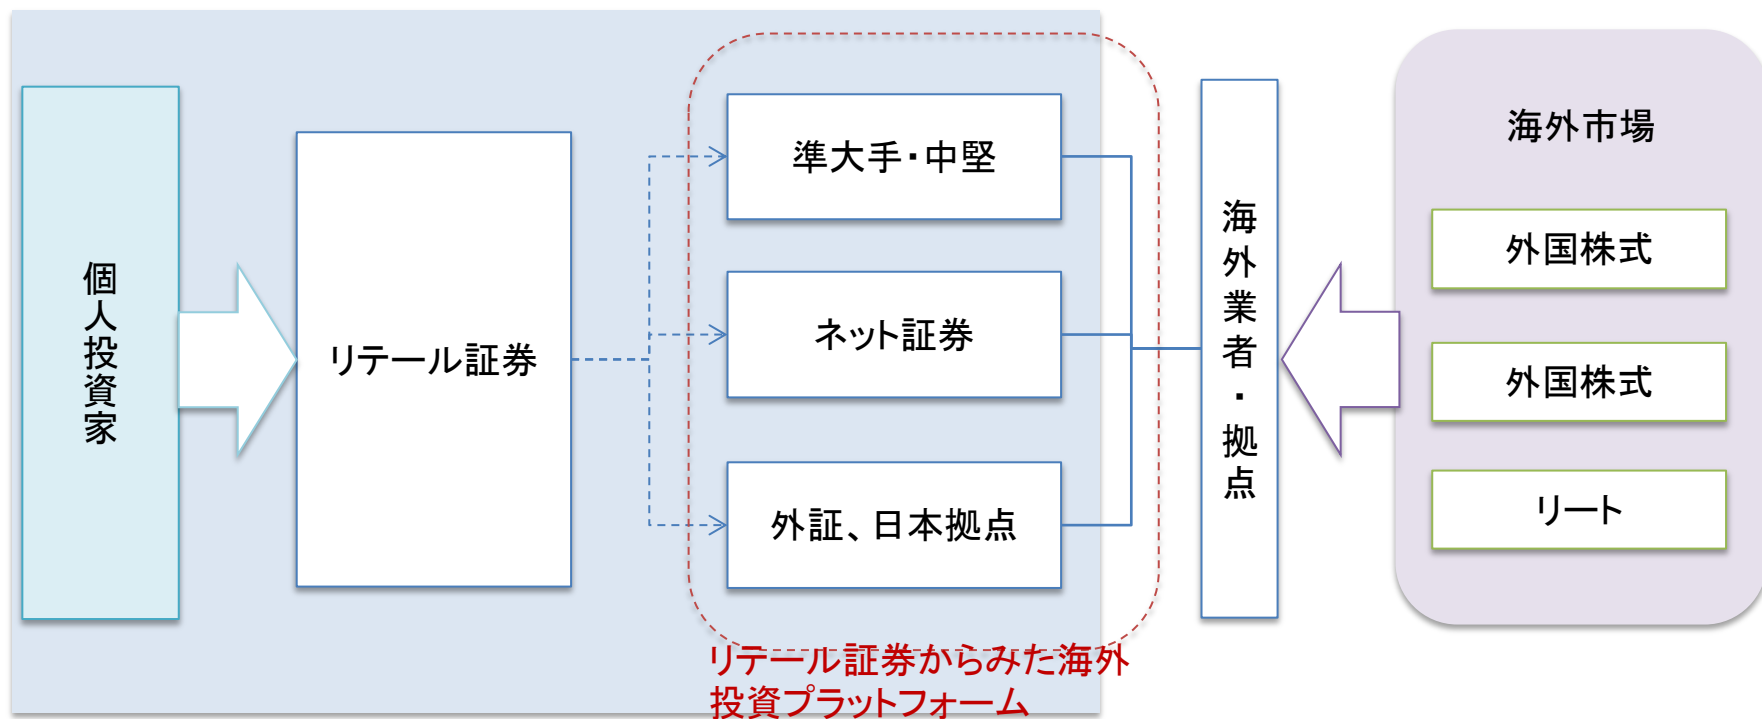 個人投資家
リテール証券
準大手・中堅
ネット証券
外証、日本拠点
リテール証券からみた海外
投資プラットフォーム
海外業者・拠点
海外市場
外国株式
外国株式
リート